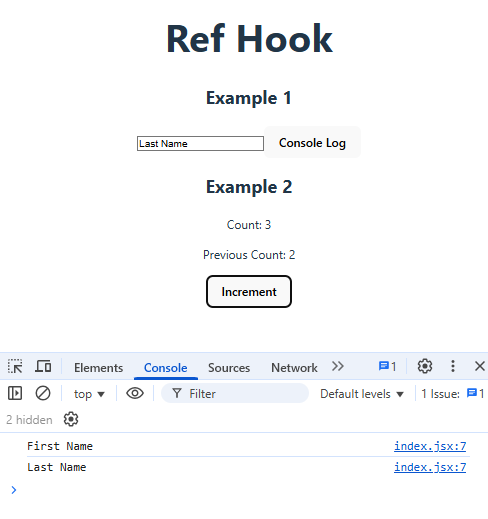 Ref Hook
Example 1
Last Name Console Log
Example 2
Count: 3
Previous Count: 2
Increment
Elements Console Sources Network 1
top Filter Default levels 1 Issue: 1
2 hidden
First Name index.jsx:7
Last Name index.jsx:7